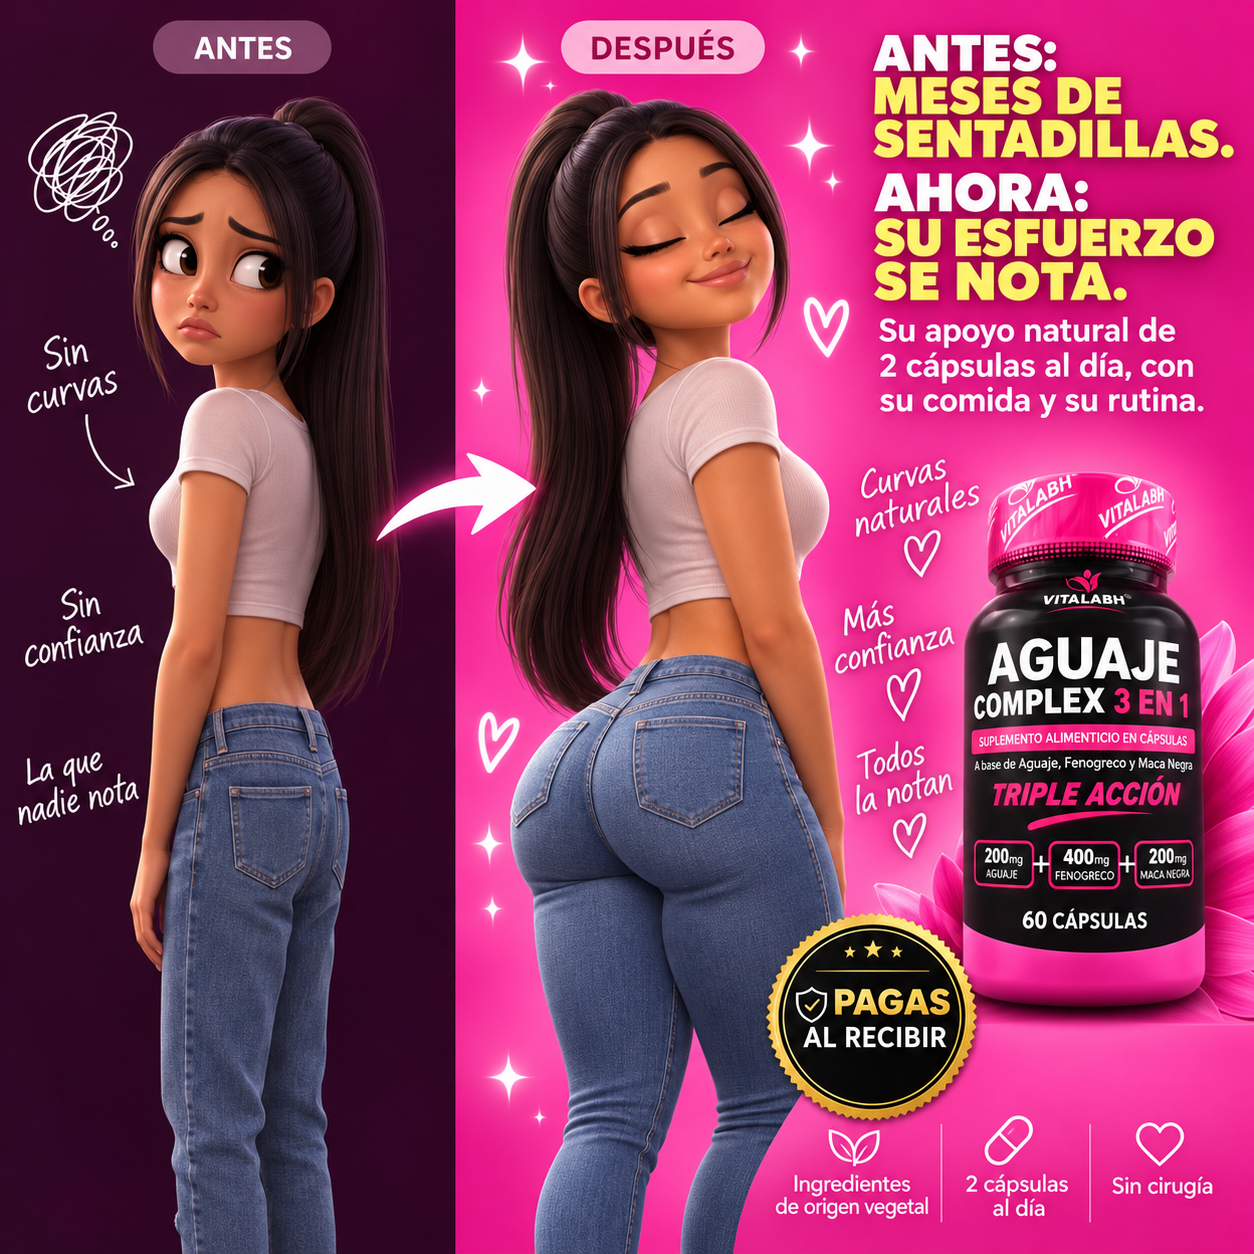 ANTES
DESPUÉS
ANTES:
MESES DE
SENTADILLAS.
AHORA:
SU ESFUERZO
SE NOTA.
Su apoyo natural de
2 cápsulas al día, con
su comida y su rutina.
Sin
curvas
Sin
confianza
La que
nadie nota
Curvas
naturales
Más
confianza
Todos
la notan
VITALABH
VITALABH
VITALABH
AGUAJE
COMPLEX 3 EN 1
SUPLEMENTO ALIMENTICIO EN CÁPSULAS
A base de Aguaje, Fenogreco y Maca Negra
TRIPLE ACCIÓN
200mg + 400mg + 200mg
AGUAJE FENOGRECO MACA NEGRA
60 CÁPSULAS
PAGAS
AL RECIBIR
Ingredientes
de origen vegetal
2 cápsulas
al día
Sin cirugía